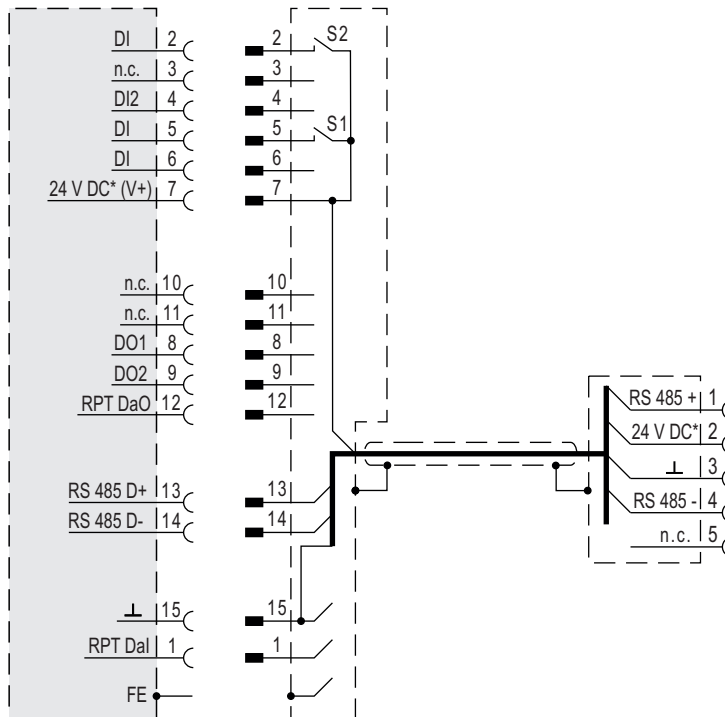 DI 2 2 S2
n.c. 3 3
DI2 4 4
DI 5 5 S1
DI 6 6
24 V DC* (V+) 7 7
n.c. 10 10
n.c. 11 11
DO1 8 8
DO2 9 9
RPT DaO 12 12
RS 485 + 1
24 V DC* 2
⊥ 3
RS 485 - 4
n.c. 5
RS 485 D+ 13 13
RS 485 D- 14 14
⊥ 15 15
RPT DaI 1 1
FE